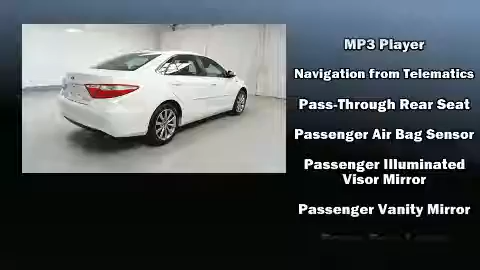 MP3 Player
Navigation from Telematics
Pass-Through Rear Seat
Passenger Air Bag Sensor
Passenger Illuminated
Visor Mirror
Passenger Vanity Mirror